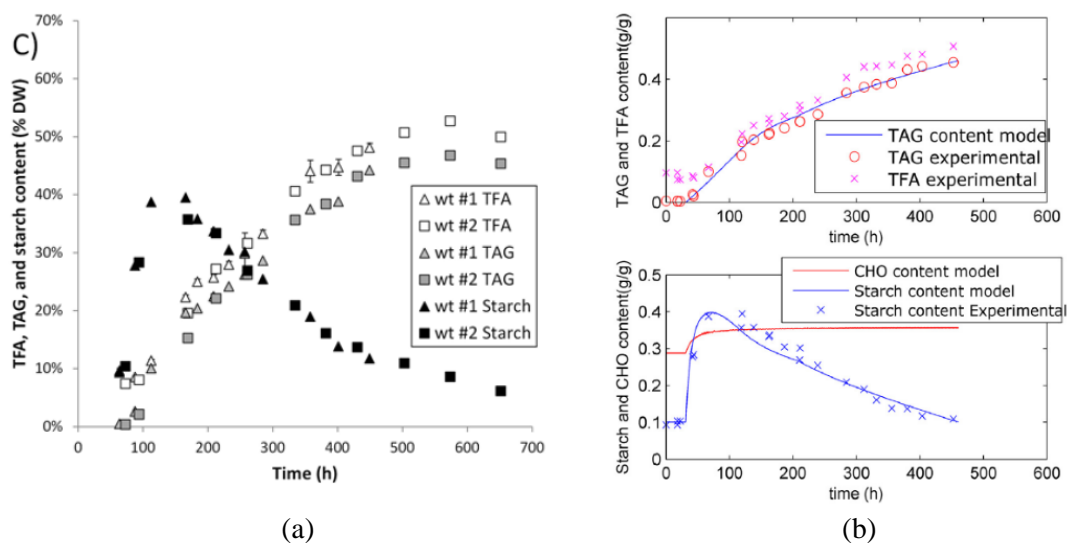 C)
TFA, TAG, and starch content (% DW)
70%
60%
50%
40%
30%
20%
10%
0%
0 100 200 300 400 500 600 700
Time (h)
wt #1 TFA
wt #2 TFA
wt #1 TAG
wt #2 TAG
wt #1 Starch
wt #2 Starch
(a)
TAG and TFA content(g/g)
0.4
0.2
0
0 100 200 300 400 500 600
time (h)
TAG content model
TAG experimental
TFA experimental
Starch and CHO content(g/g)
0.5
0.4
0.3
0.2
0.1
0
0 100 200 300 400 500 600
time (h)
CHO content model
Starch content model
Starch content Experimental
(b)